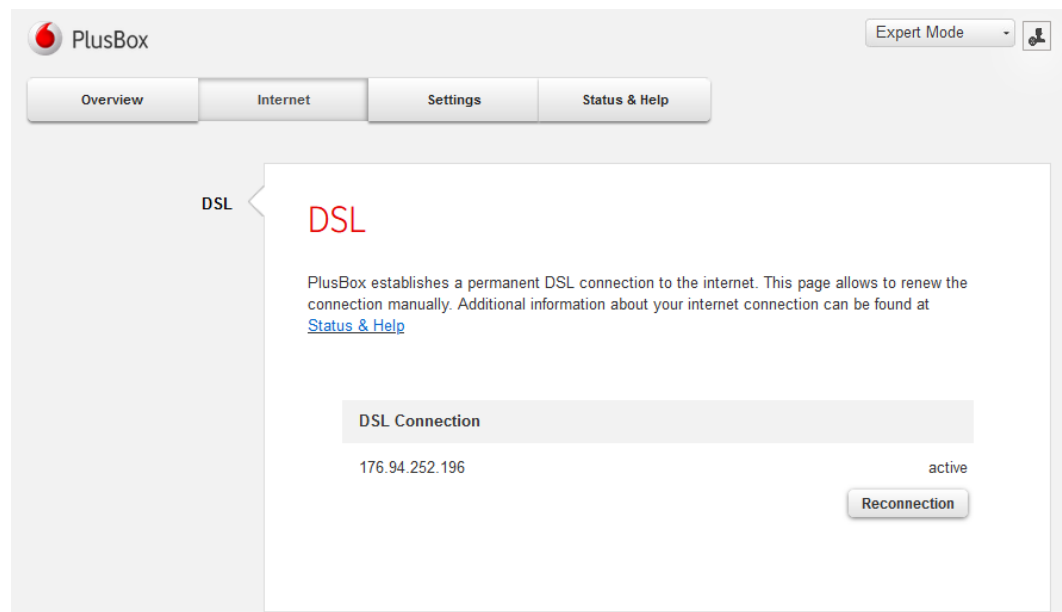 PlusBox
Expert Mode
Overview
Internet
Settings
Status & Help
DSL
DSL
PlusBox establishes a permanent DSL connection to the internet. This page allows to renew the
connection manually. Additional information about your internet connection can be found at
Status & Help
DSL Connection
176.94.252.196
active
Reconnection